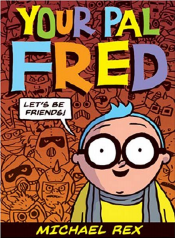 YOUR PAL
FRED
LET'S BE
FRIENDS!
MICHAEL REX